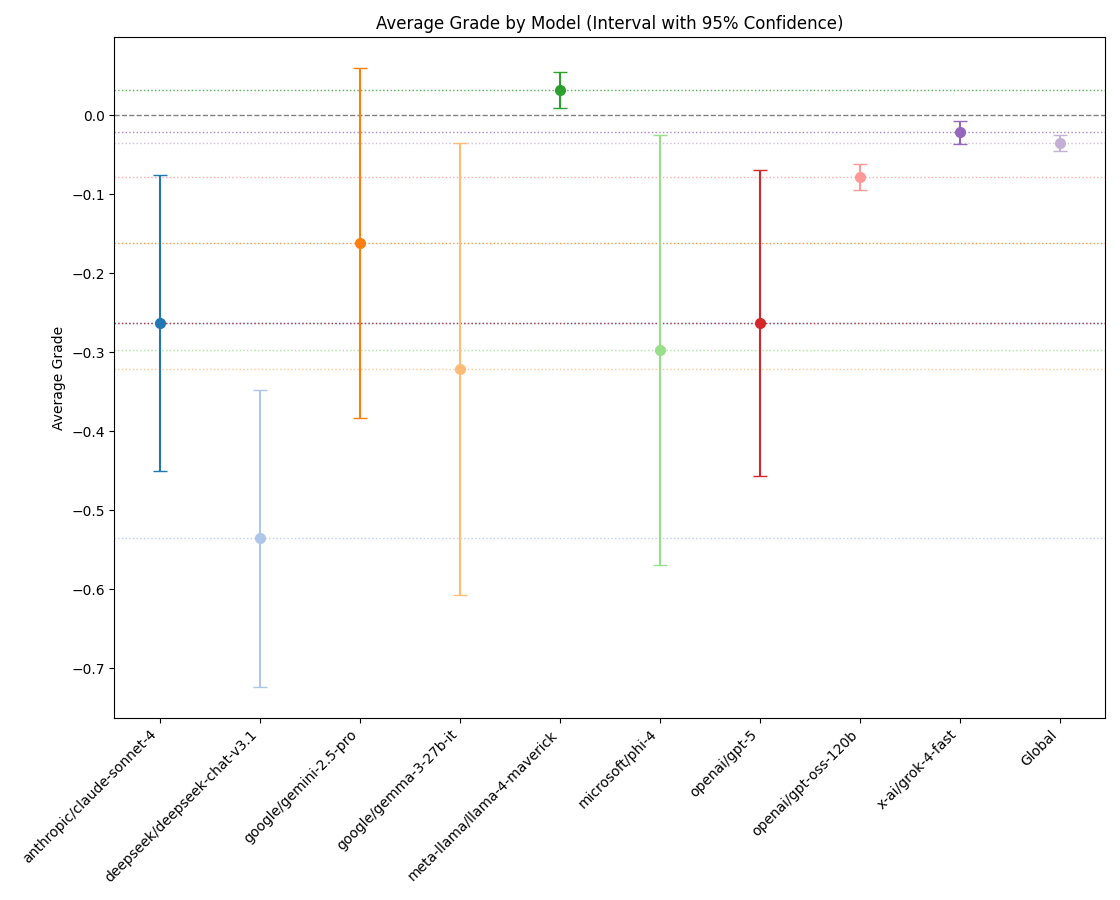 Average Grade by Model (Interval with 95% Confidence)
Average Grade
0.0
−0.1
−0.2
−0.3
−0.4
−0.5
−0.6
−0.7
anthropic/claude-sonnet-4
deepseek/deepseek-chat-v3.1
google/gemini-2.5-pro
google/gemma-3-27b-it
meta-llama/llama-4-maverick
microsoft/phi-4
openai/gpt-5
openai/gpt-oss-120b
x-ai/grok-4-fast
Global